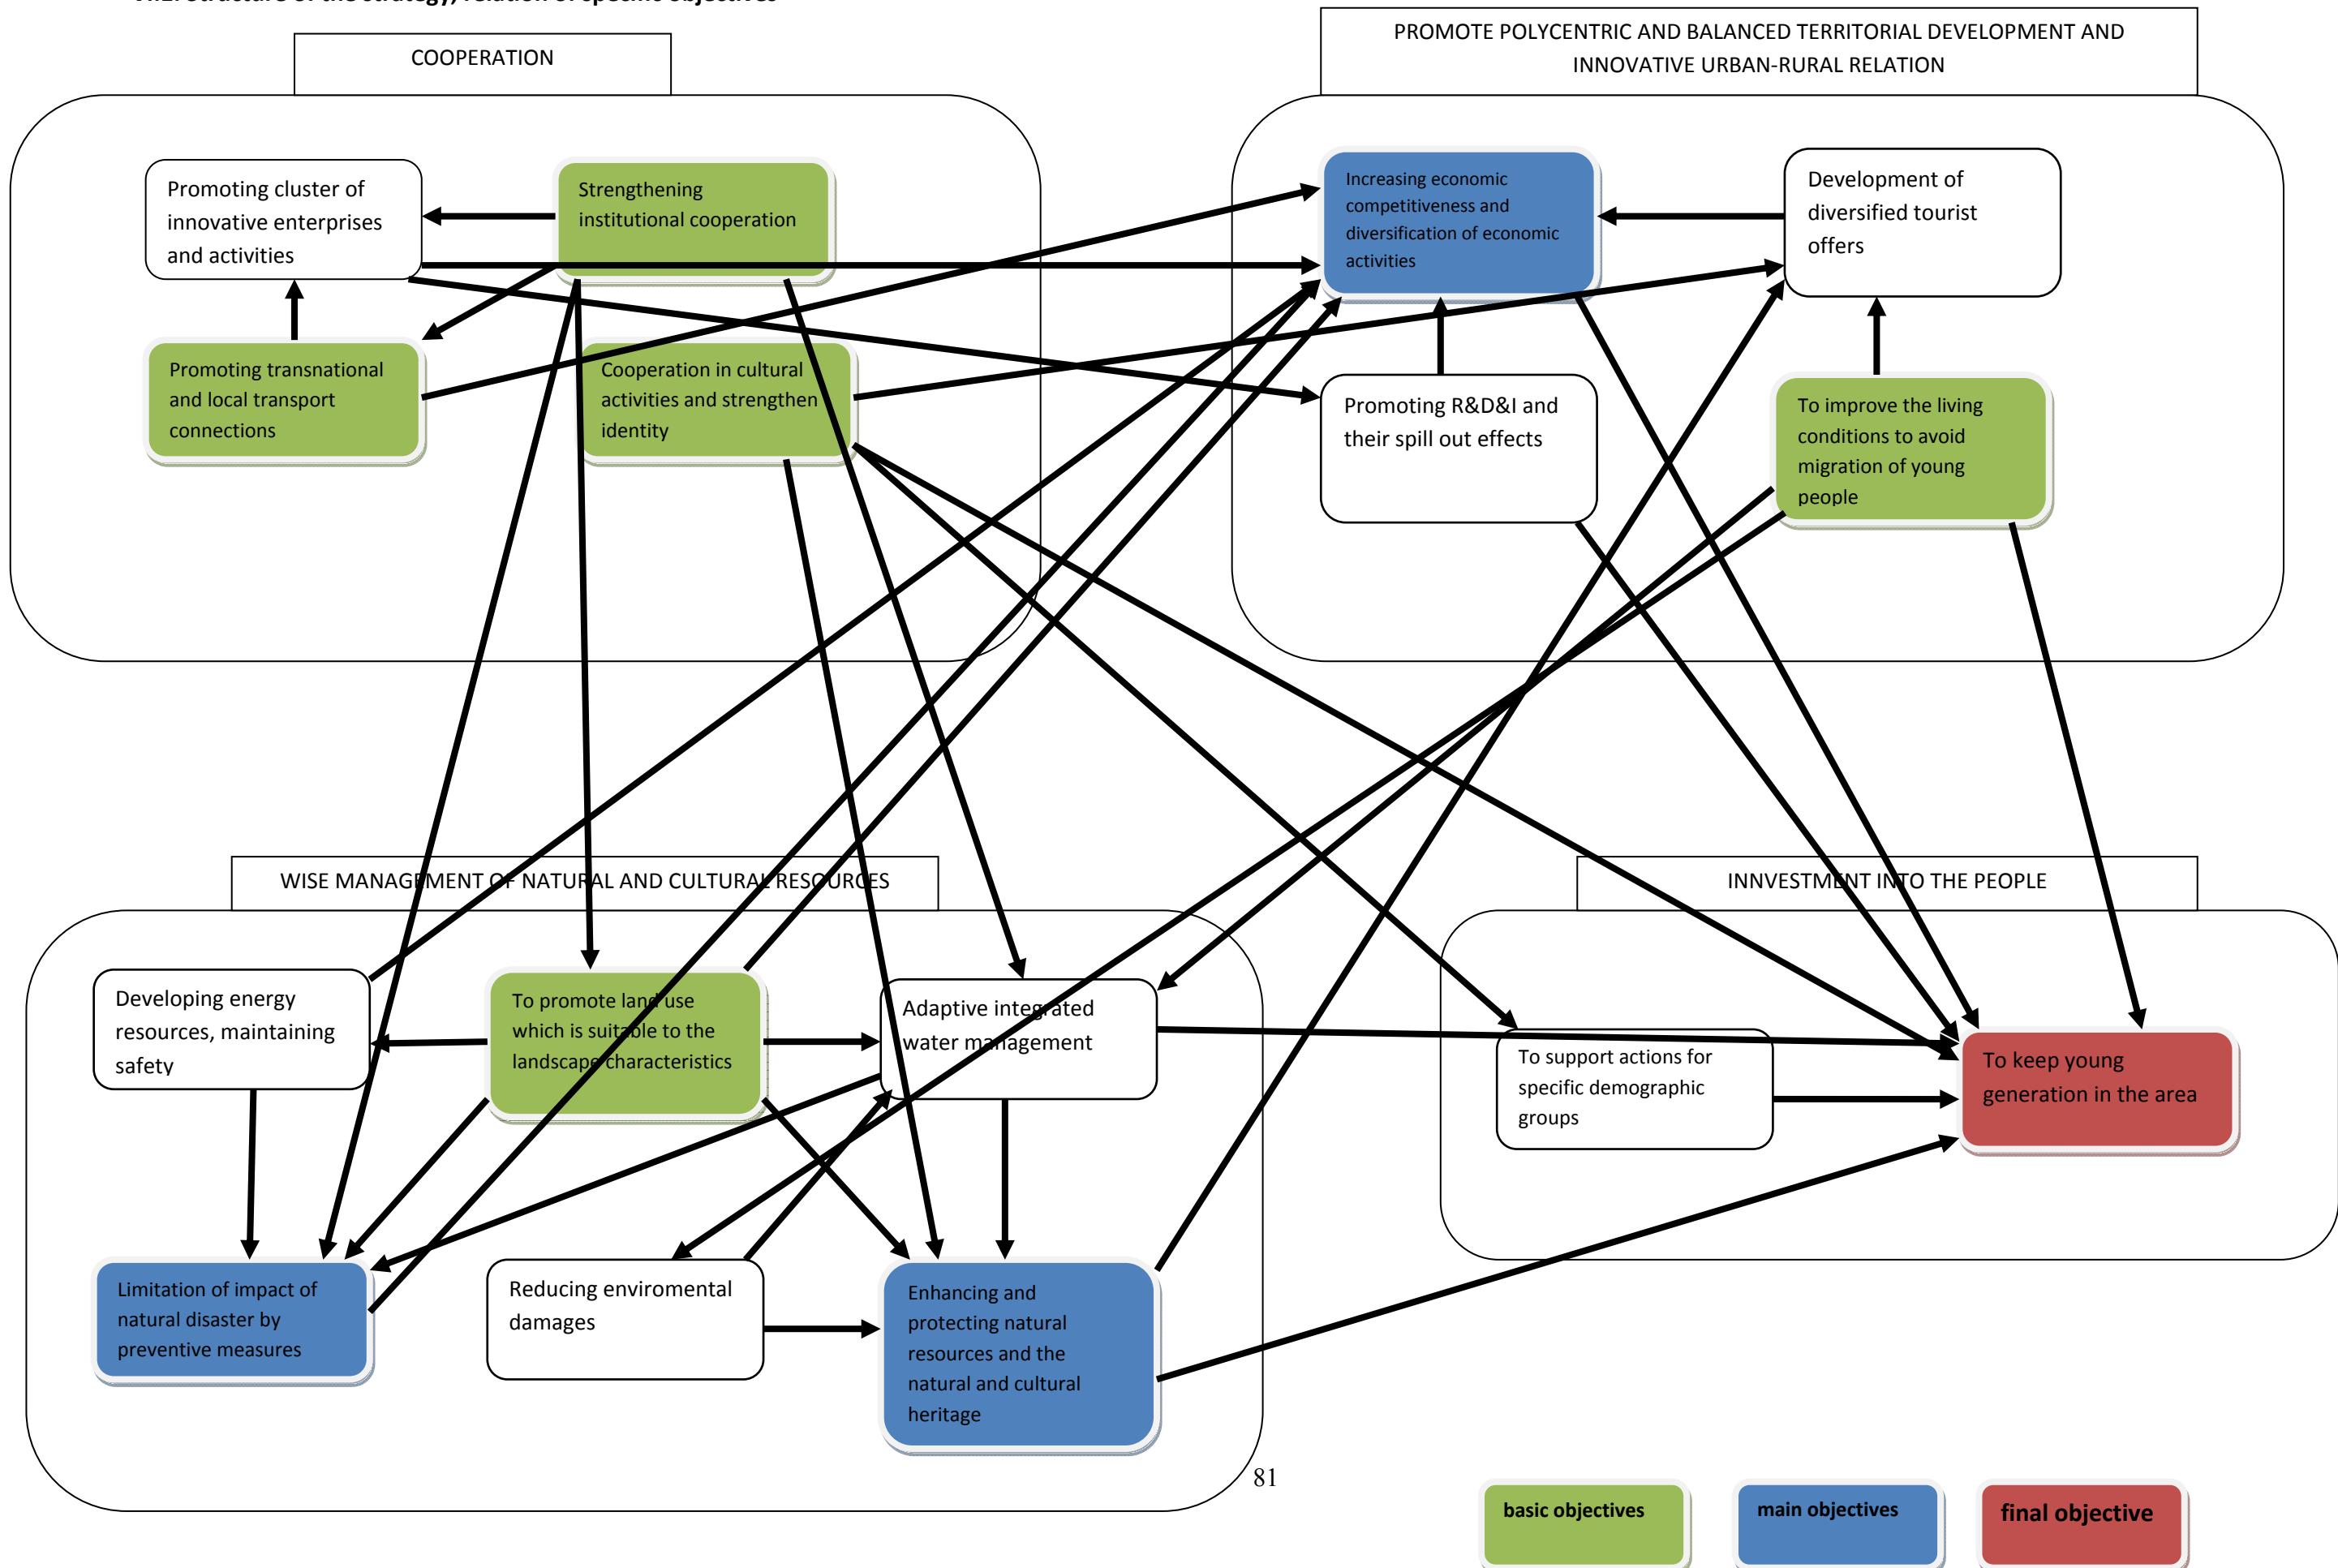 COOPERATION
PROMOTE POLYCENTRIC AND BALANCED TERRITORIAL DEVELOPMENT AND
INNOVATIVE URBAN-RURAL RELATION
Promoting cluster of
innovative enterprises
and activities
Strengthening
institutional cooperation
Promoting transnational
and local transport
connections
Cooperation in cultural
activities and strengthen
identity
Increasing economic
competitiveness and
diversification of economic
activities
Development of
diversified tourist
offers
Promoting R&D&I and
their spill out effects
To improve the living
conditions to avoid
migration of young
people
WISE MANAGEMENT OF NATURAL AND CULTURAL RESOURCES
INNVESTMENT INTO THE PEOPLE
Developing energy
resources, maintaining
safety
To promote land use
which is suitable to the
landscape characteristics
Adaptive integrated
water management
Limitation of impact of
natural disaster by
preventive measures
Reducing enviromental
damages
Enhancing and
protecting natural
resources and the
natural and cultural
heritage
To support actions for
specific demographic
groups
To keep young
generation in the area
81
basic objectives
main objectives
final objective